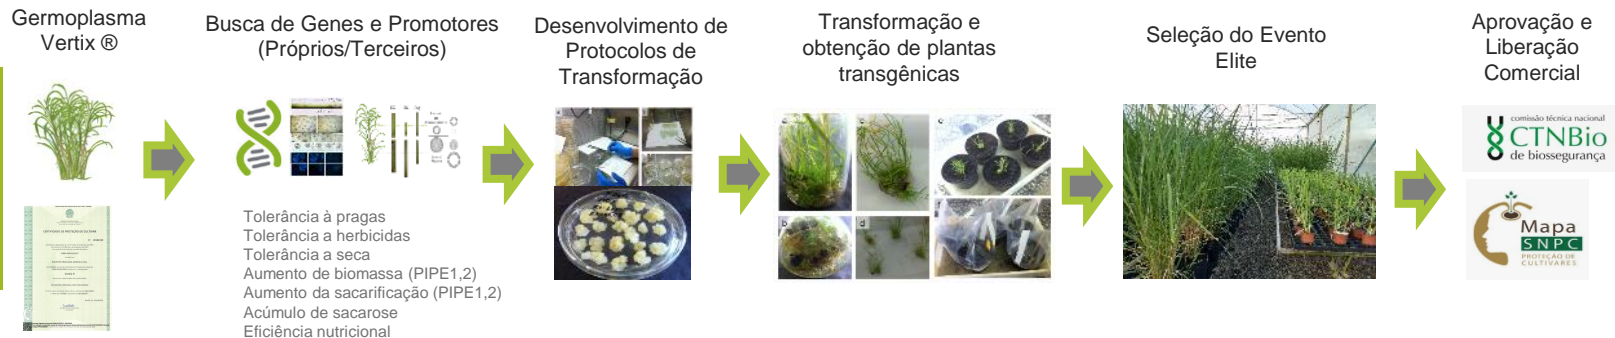 Germoplasma
Vertix ®
Busca de Genes e Promotores
(Próprios/Terceiros)
Desenvolvimento de
Protocolos de
Transformação
Transformação e
obtenção de plantas
transgênicas
Seleção do Evento
Elite
Aprovação e
Liberação
Comercial
Tolerância à pragas
Tolerância a herbicidas
Tolerância a seca
Aumento de biomassa (PIPE1,2)
Aumento da sacarificação (PIPE1,2)
Acúmulo de sacarose
Eficiência nutricional
comissão técnica nacional
CTNBio
de biossegurança
Mapa
SNPC
PROTEÇÃO DE
CULTIVARES